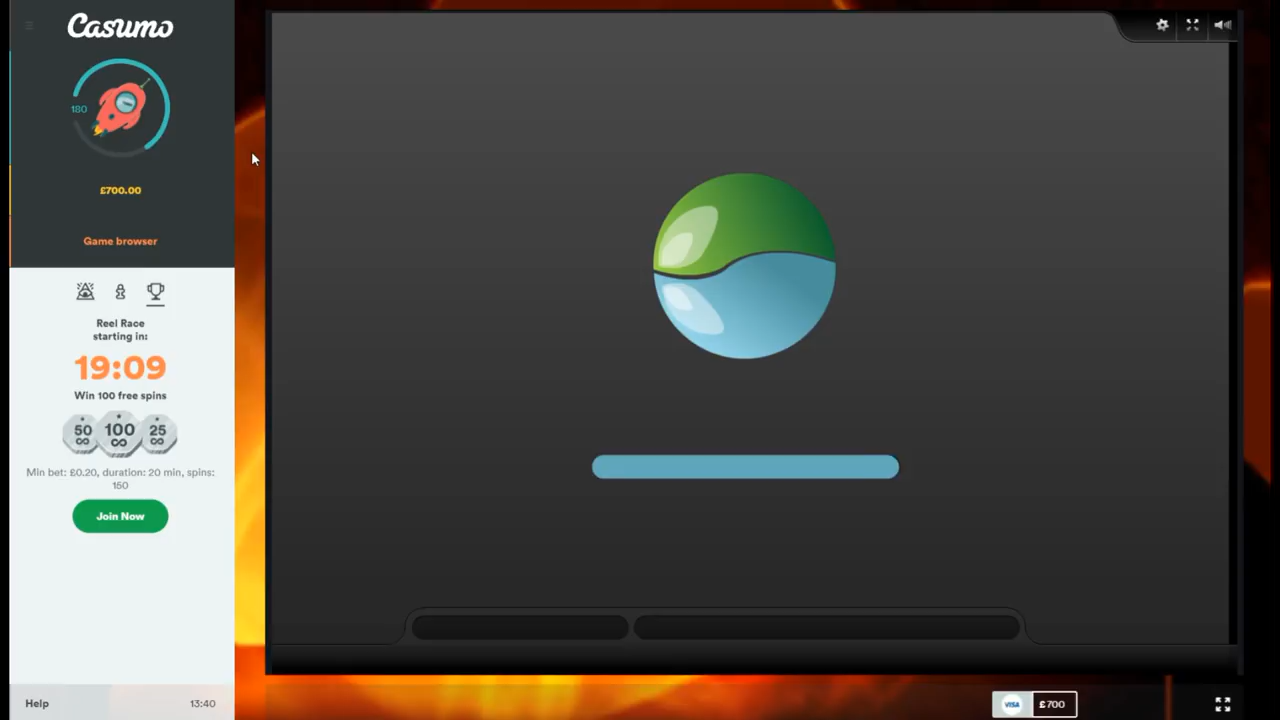 Casumo
180
£700.00
Game browser
Reel Race
starting in:
19:09
Win 100 free spins
50 100 25
Min bet: £0.20, duration: 20 min, spins:
150
Join Now
Help 13:40
VISA £700